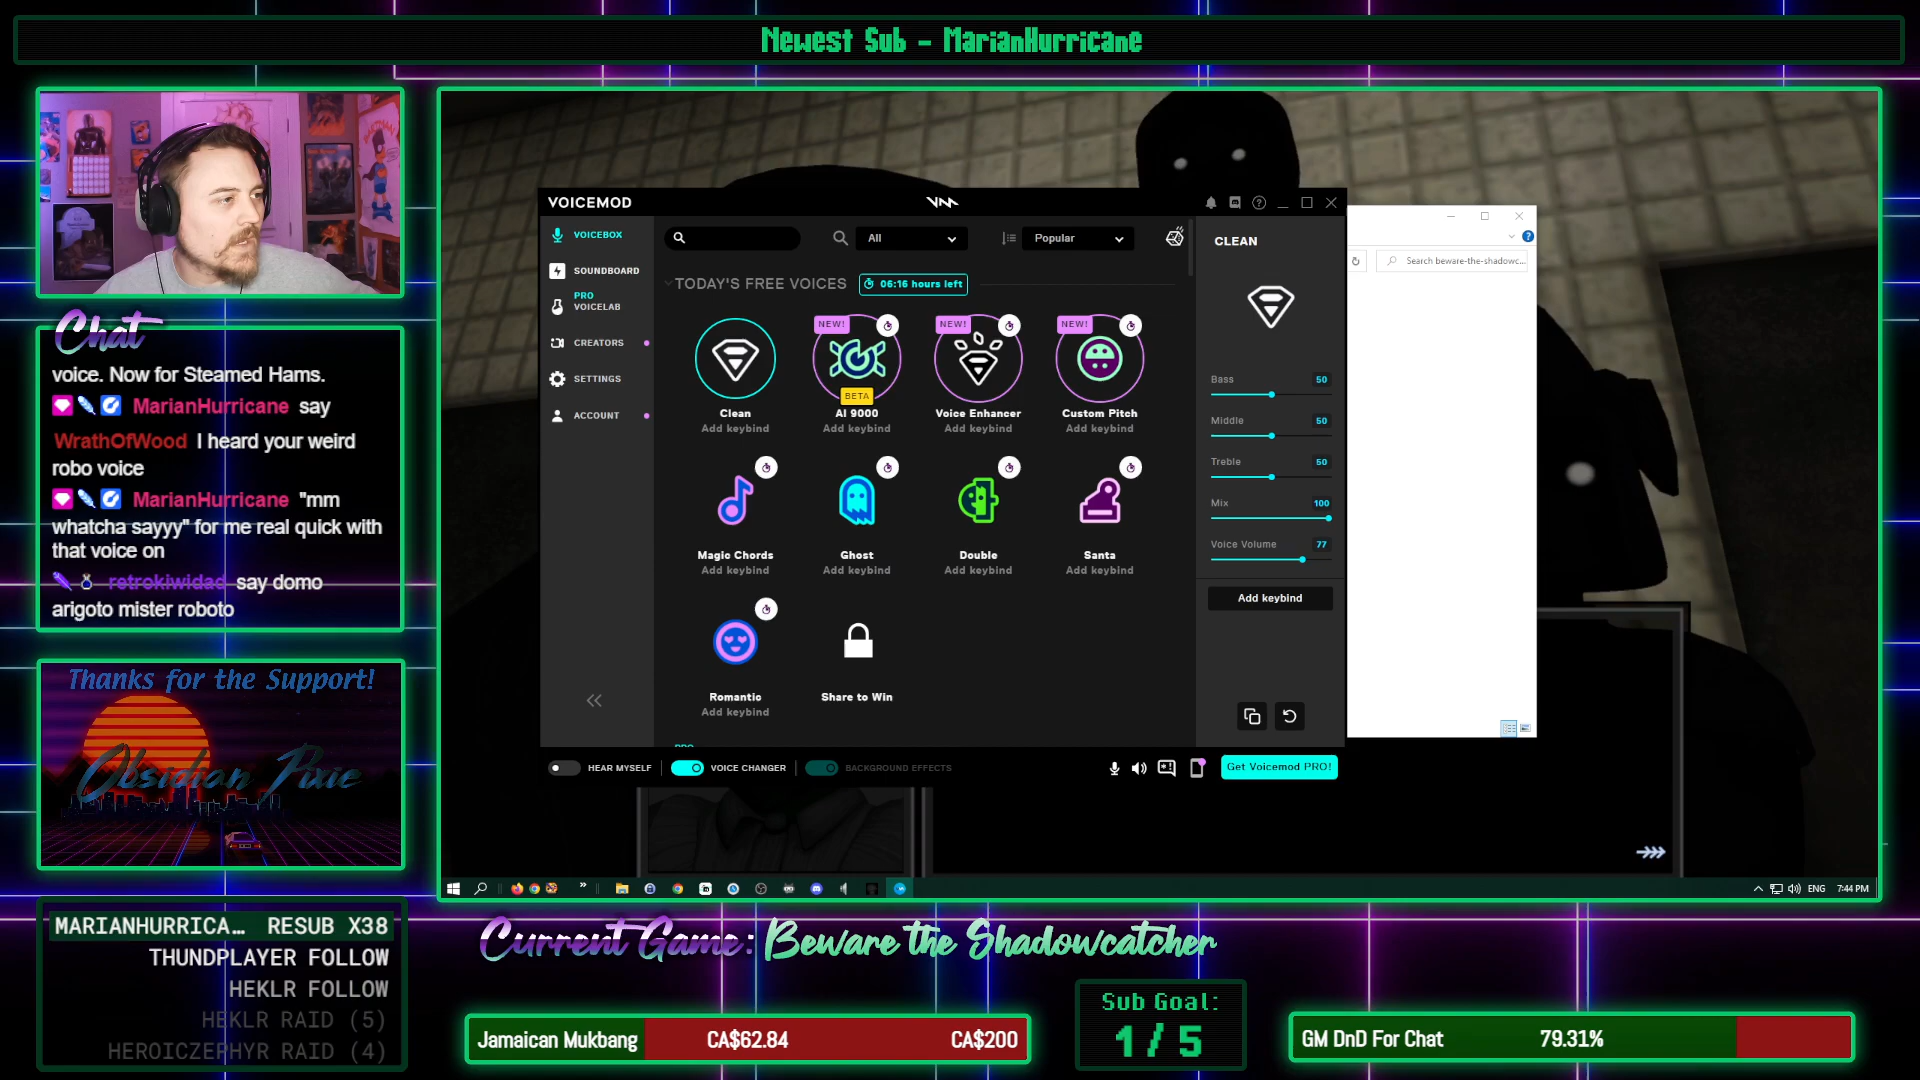 Newest Sub - MarianHurricane
Chat
voice. Now for Steamed Hams.
MarianHurricane say
WrathOfWood I heard your weird
robo voice
MarianHurricane "mm
whatcha sayyy" for me real quick with
that voice on
retrokiwidad say domo
arigoto mister roboto
Thanks for the Support!
Obsidian Pixie
MARIANHURRICA… RESUB X38
THUNDPLAYER FOLLOW
HEKLR FOLLOW
HEKLR RAID (5)
HEROICZEPHYR RAID (4)
VOICEMOD
VOICEBOX
SOUNDBOARD
PRO
VOICELAB
CREATORS
SETTINGS
ACCOUNT
All
Popular
TODAY'S FREE VOICES
06:16 hours left
NEW!
NEW!
NEW!
BETA
Clean
AI 9000
Voice Enhancer
Custom Pitch
Add keybind
Add keybind
Add keybind
Add keybind
Magic Chords
Ghost
Double
Santa
Add keybind
Add keybind
Add keybind
Add keybind
Romantic
Share to Win
Add keybind
PRO
CLEAN
Bass 50
Middle 50
Treble 50
Mix 100
Voice Volume 77
Add keybind
HEAR MYSELF
VOICE CHANGER
BACKGROUND EFFECTS
Get Voicemod PRO!
Search beware-the-shadowc...
ENG
7:44 PM
Current Game: Beware the Shadowcatcher
Jamaican Mukbang CA$62.84 CA$200
Sub Goal:
1 / 5
GM DnD For Chat 79.31%